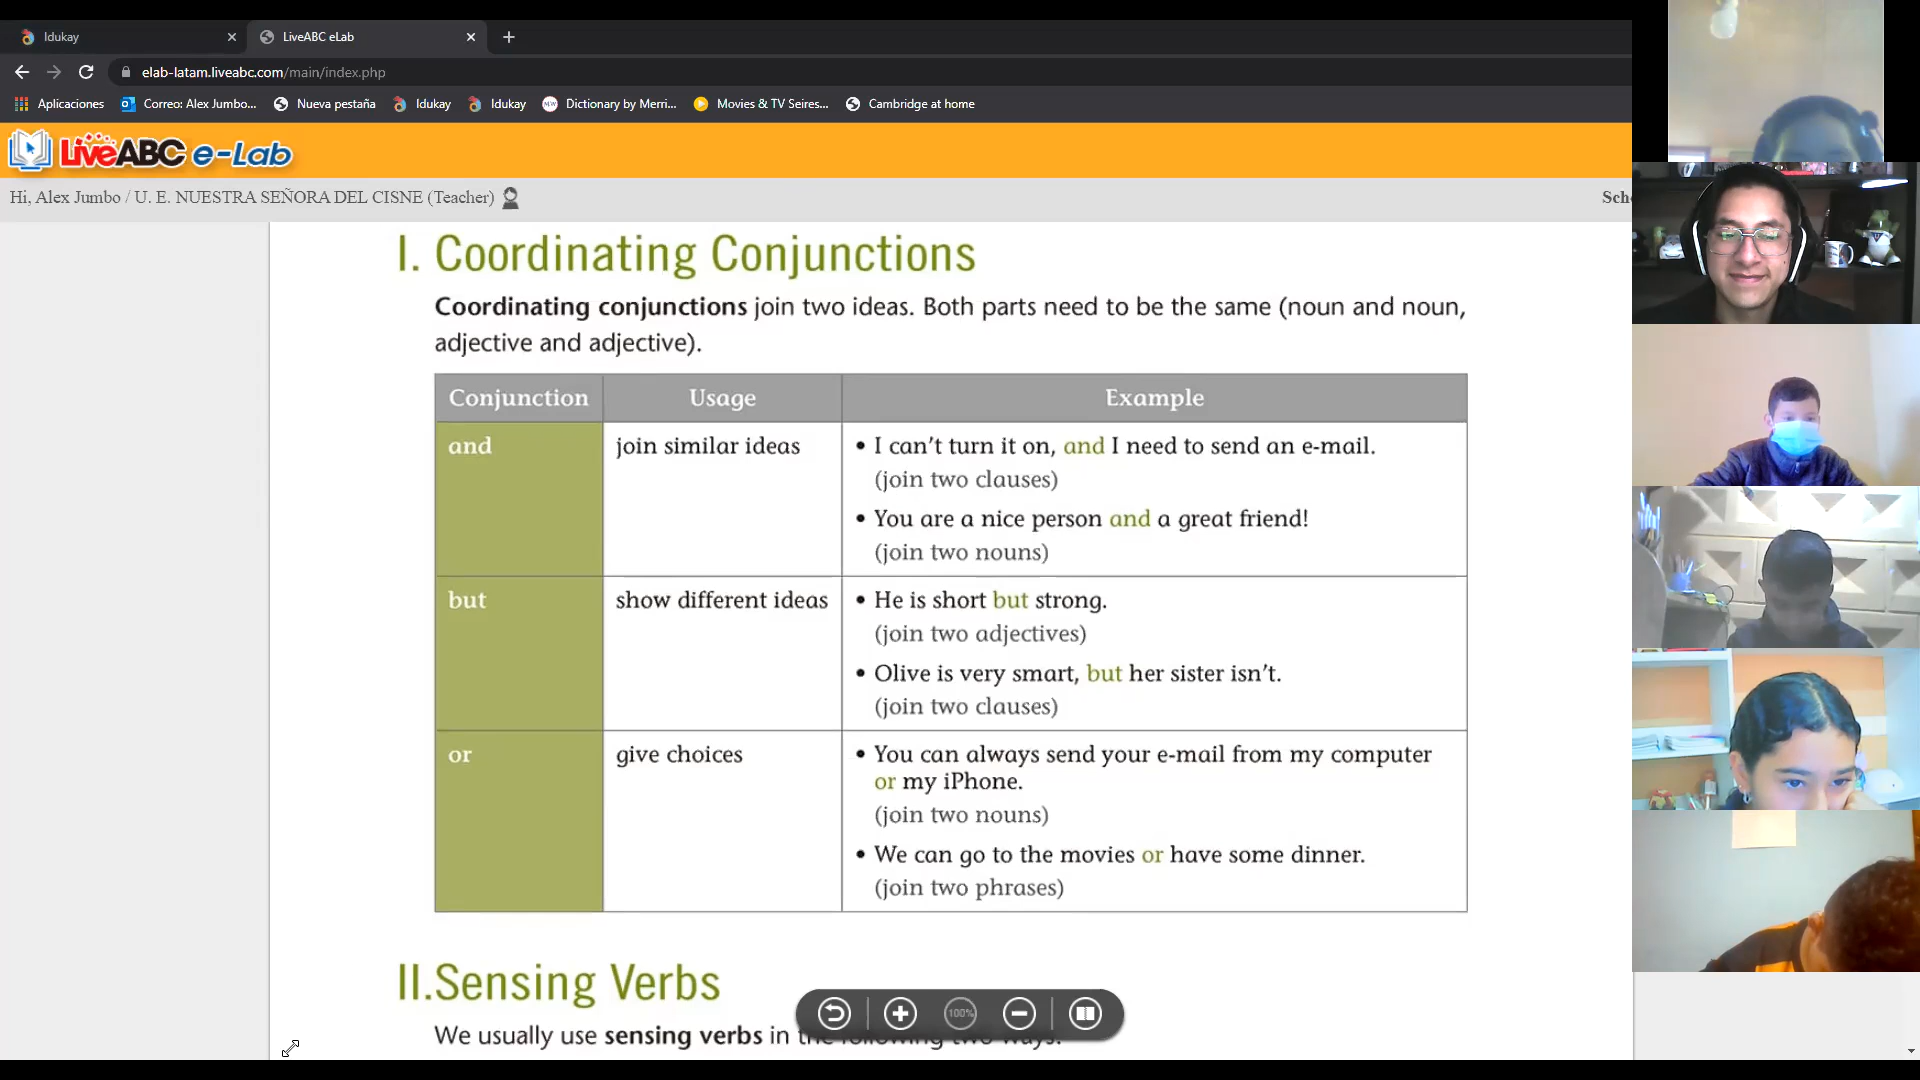 Idukay
LiveABC eLab
elab-latam.liveabc.com/main/index.php
Aplicaciones
Correo: Alex Jumbo...
Nueva pestaña
Idukay
Idukay
Dictionary by Merri...
Movies & TV Seires...
Cambridge at home
LiveABC e-Lab
Hi, Alex Jumbo / U. E. NUESTRA SEÑORA DEL CISNE (Teacher)
Sch
I. Coordinating Conjunctions
Coordinating conjunctions join two ideas. Both parts need to be the same (noun and noun,
adjective and adjective).
Conjunction Usage Example
and join similar ideas • I can't turn it on, and I need to send an e-mail.
(join two clauses)
• You are a nice person and a great friend!
(join two nouns)
but show different ideas • He is short but strong.
(join two adjectives)
• Olive is very smart, but her sister isn't.
(join two clauses)
or give choices • You can always send your e-mail from my computer
or my iPhone.
(join two nouns)
• We can go to the movies or have some dinner.
(join two phrases)
II.Sensing Verbs
100%
We usually use sensing verbs in the following two ways.